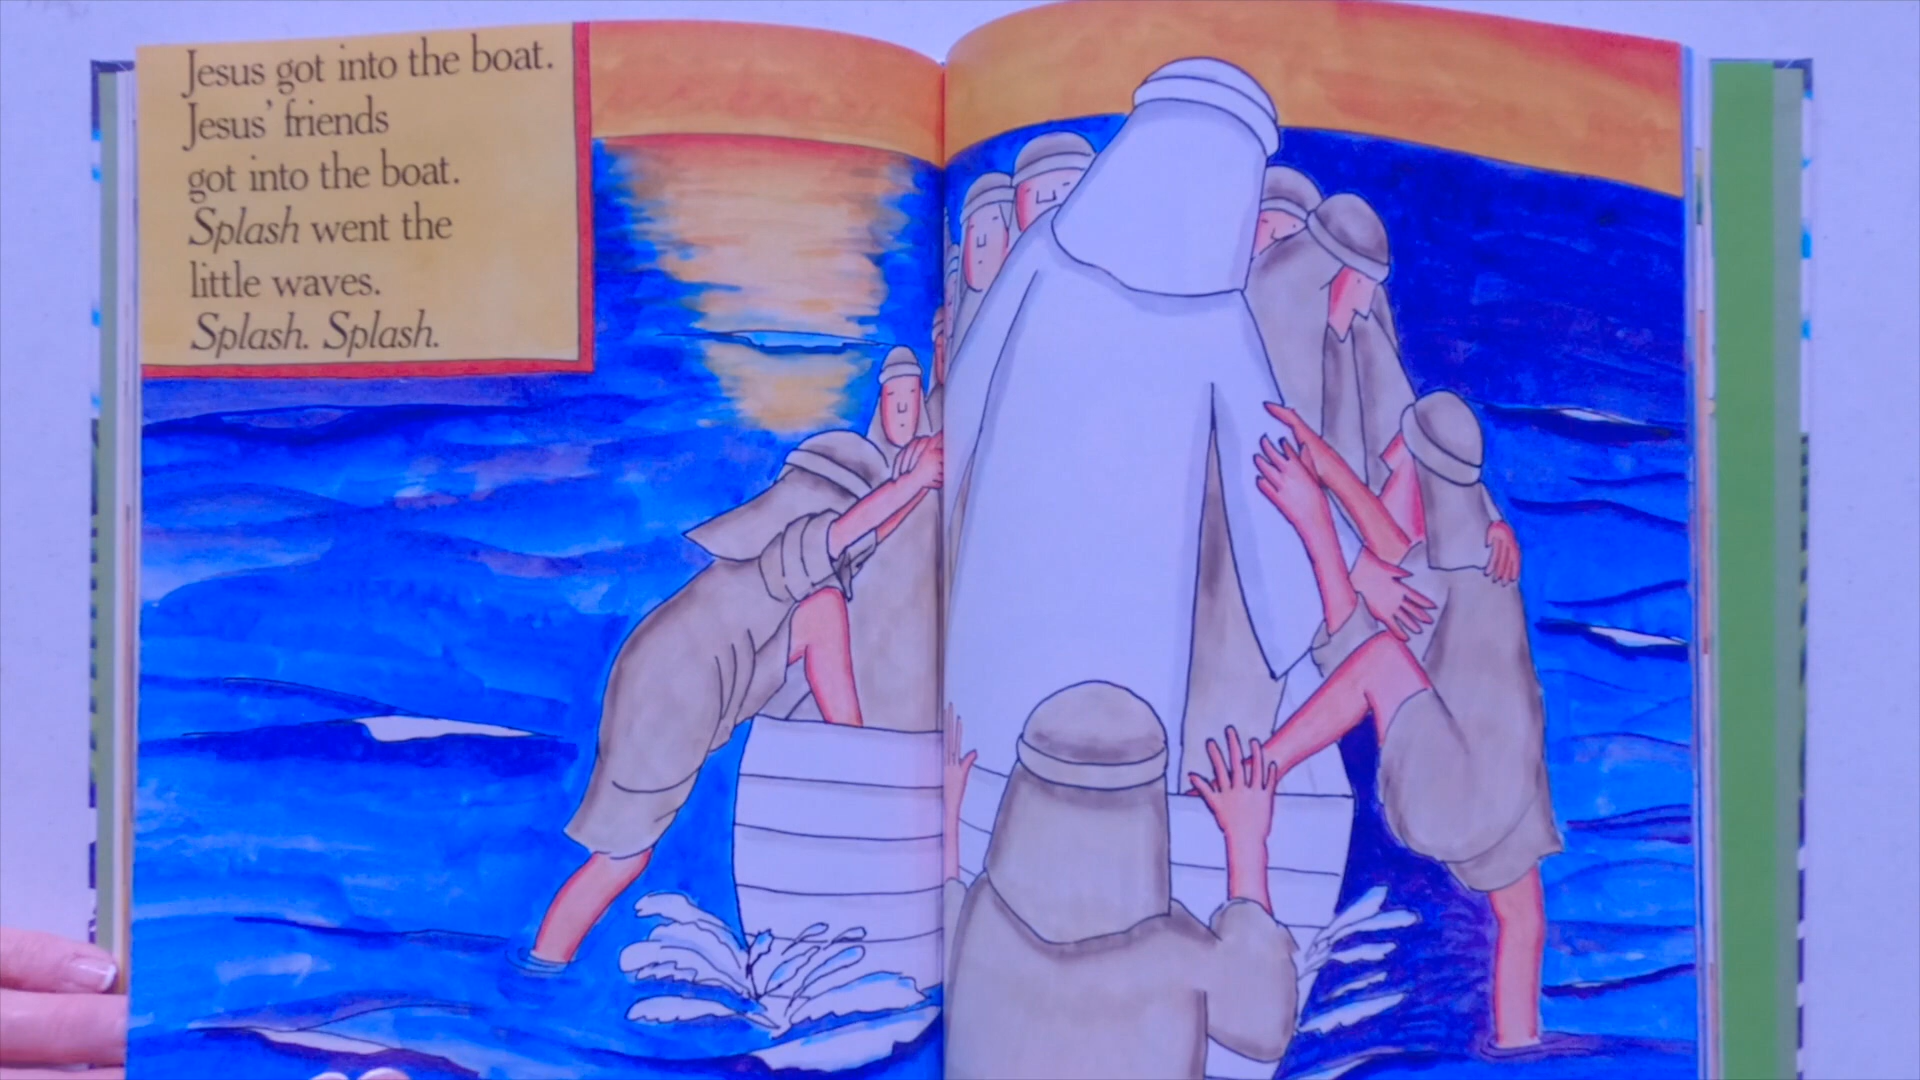 Jesus got into the boat.
Jesus' friends
got into the boat.
Splash went the
little waves.
Splash. Splash.